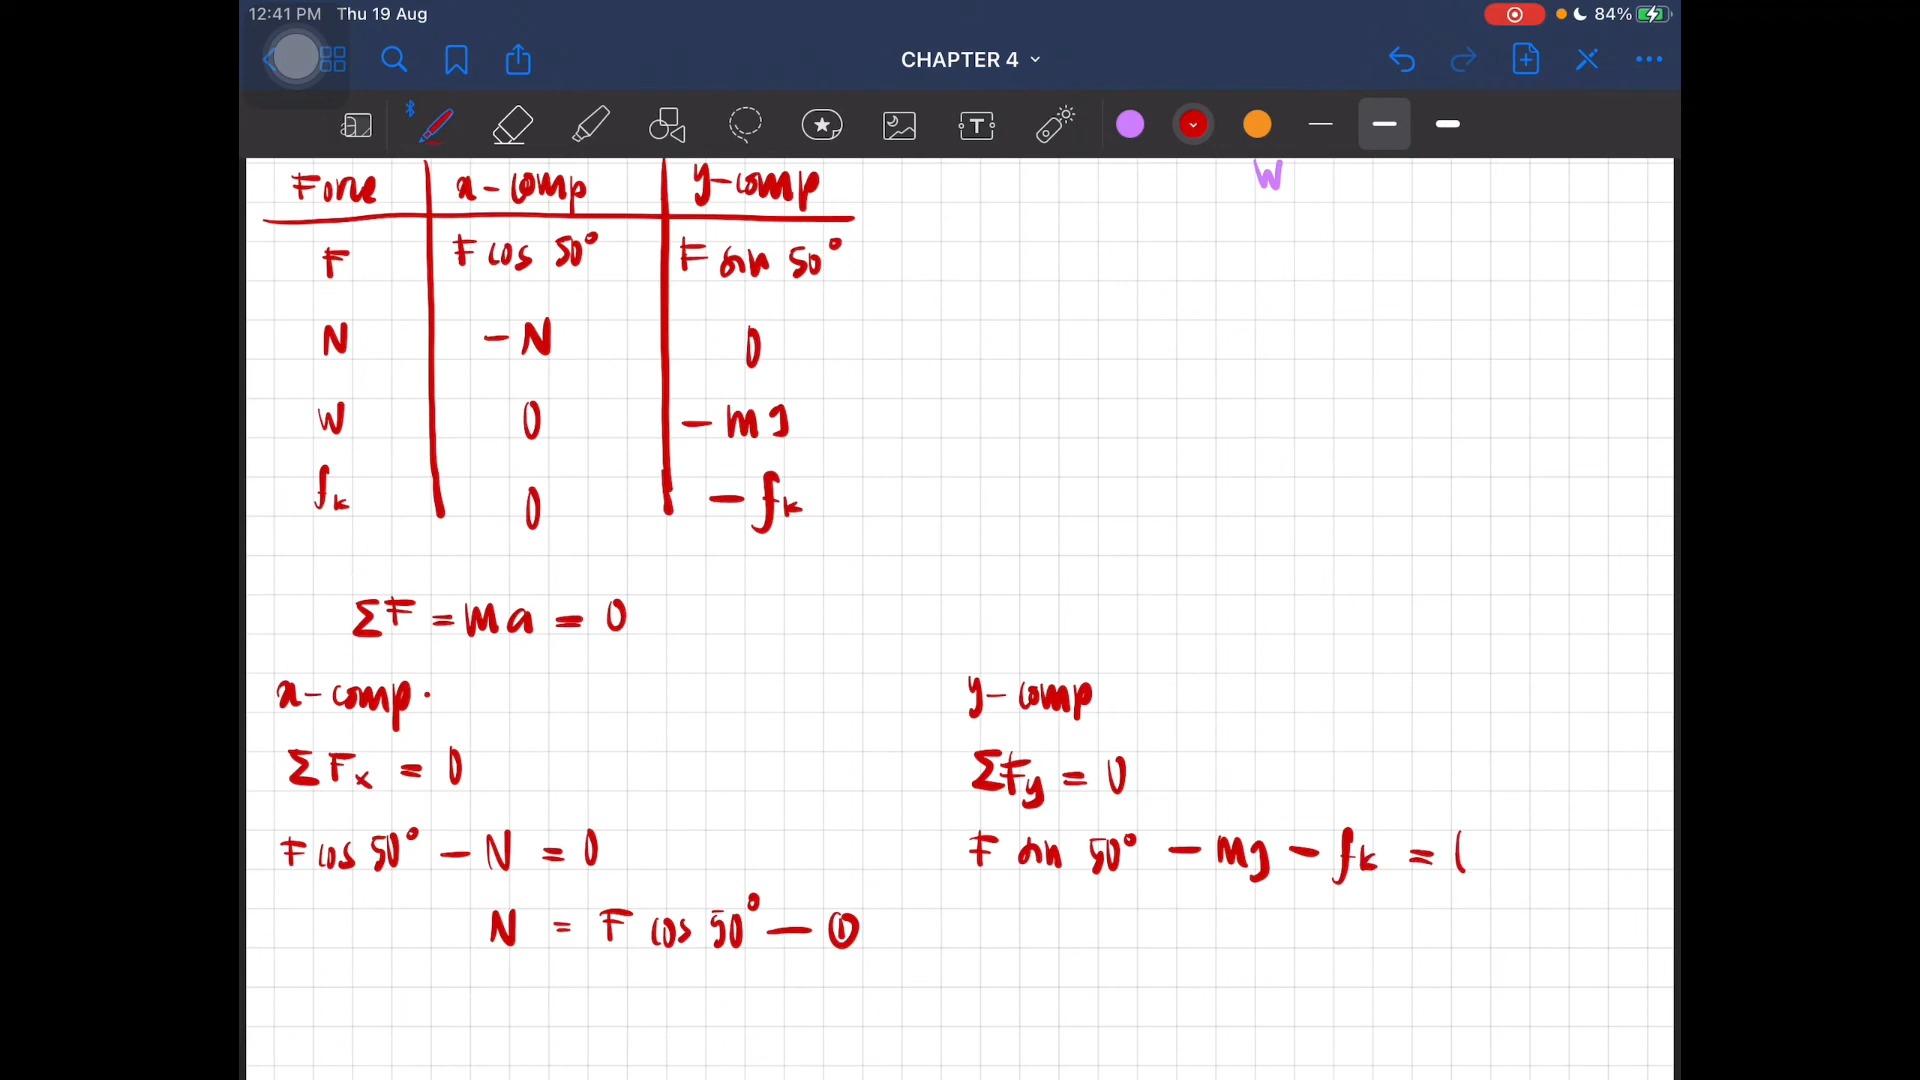 12:41 PM Thu 19 Aug 84%
CHAPTER 4
W
Force x-comp y-comp
F F cos 50° F sin 50°
N -N 0
W 0 -mg
fk 0 -fk
ΣF = ma = 0
x-comp.
ΣFx = 0
F cos 50° - N = 0
N = F cos 50° - ①
y-comp
ΣFy = 0
F sin 50° - mg - fk = (